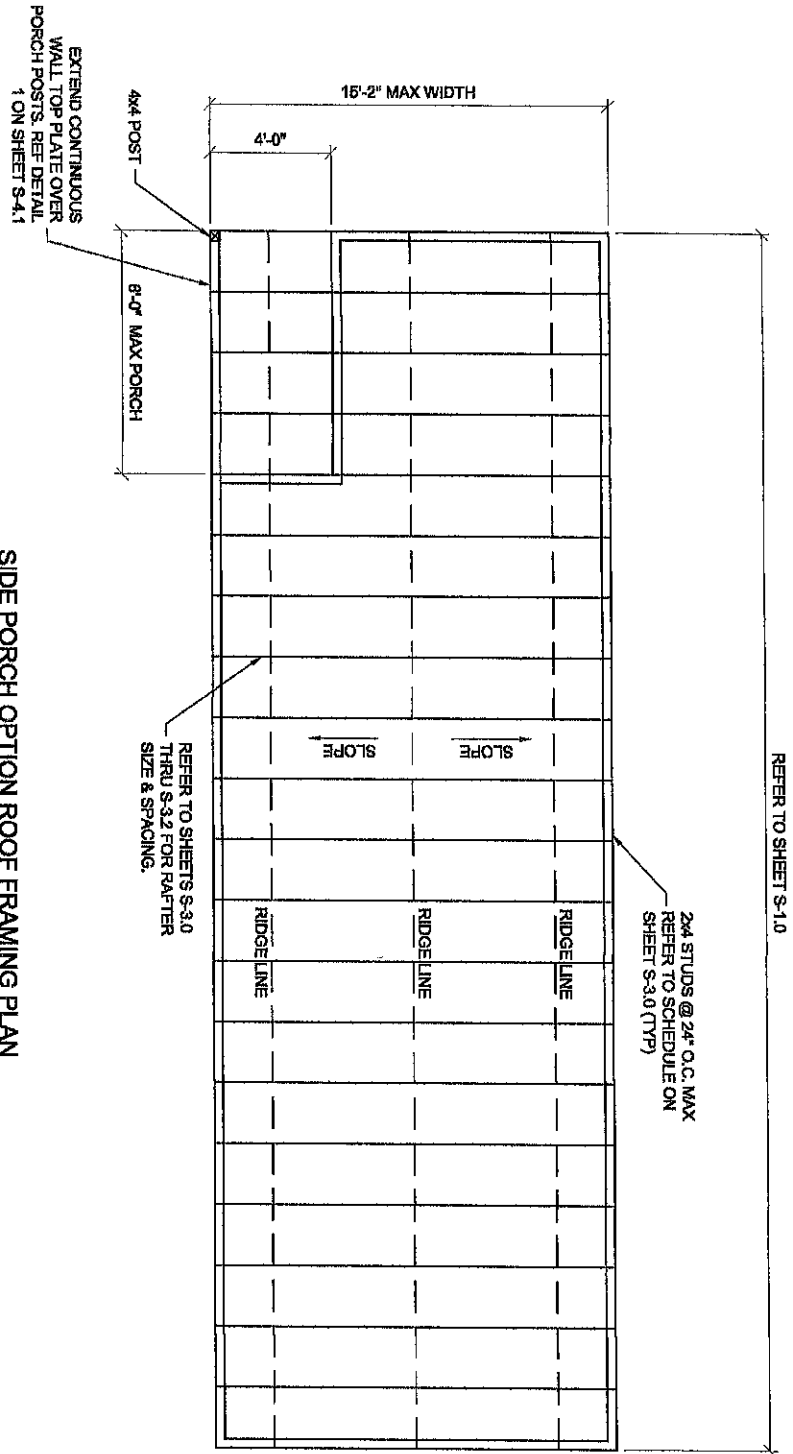 REFER TO SHEET S-1.0
2x4 STUDS @ 24" O.C. MAX
REFER TO SCHEDULE ON
SHEET S-3.0 (TYP)
15'-2" MAX WIDTH
4'-0"
4x4 POST
EXTEND CONTINUOUS
WALL TOP PLATE OVER
PORCH POSTS. REF DETAIL
1 ON SHEET S-4.1
8'-0" MAX PORCH
SLOPE
SLOPE
RIDGE LINE
RIDGE LINE
RIDGE LINE
REFER TO SHEETS S-3.0
THRU S-3.2 FOR RAFTER
SIZE & SPACING.
SIDE PORCH OPTION ROOF FRAMING PLAN